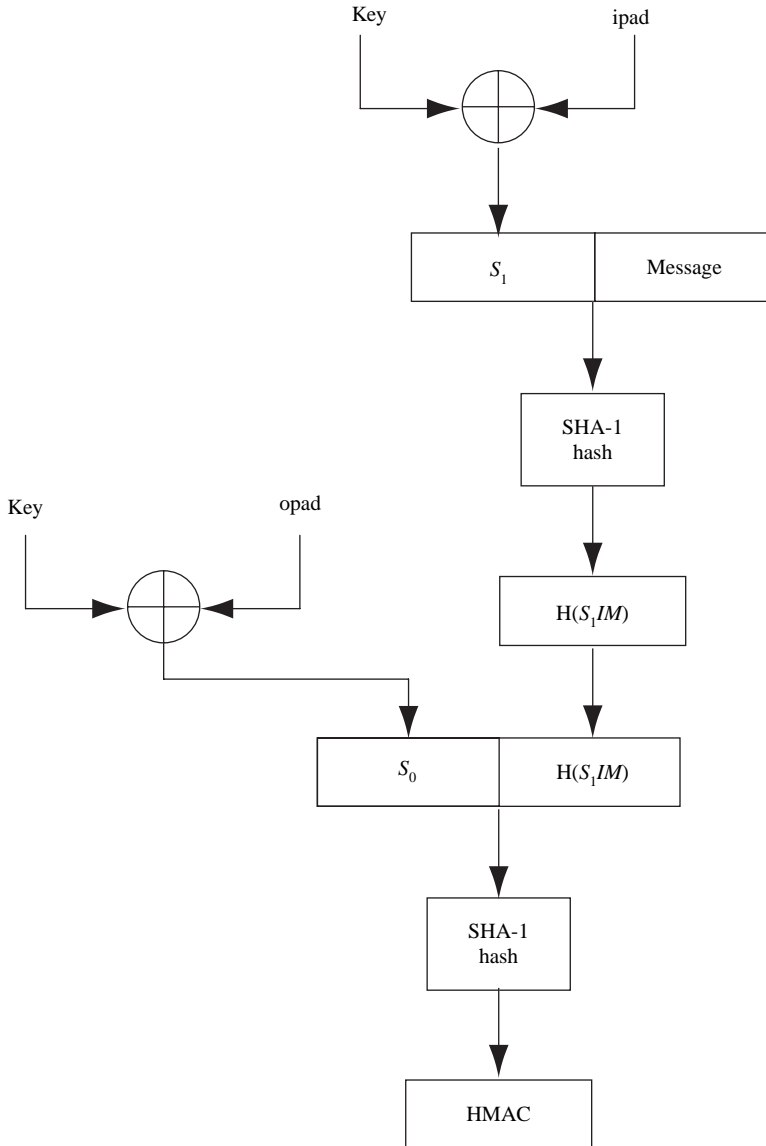 Key
ipad
S1
Message
SHA-1
hash
Key
opad
H(S1IM)
S0
H(S1IM)
SHA-1
hash
HMAC